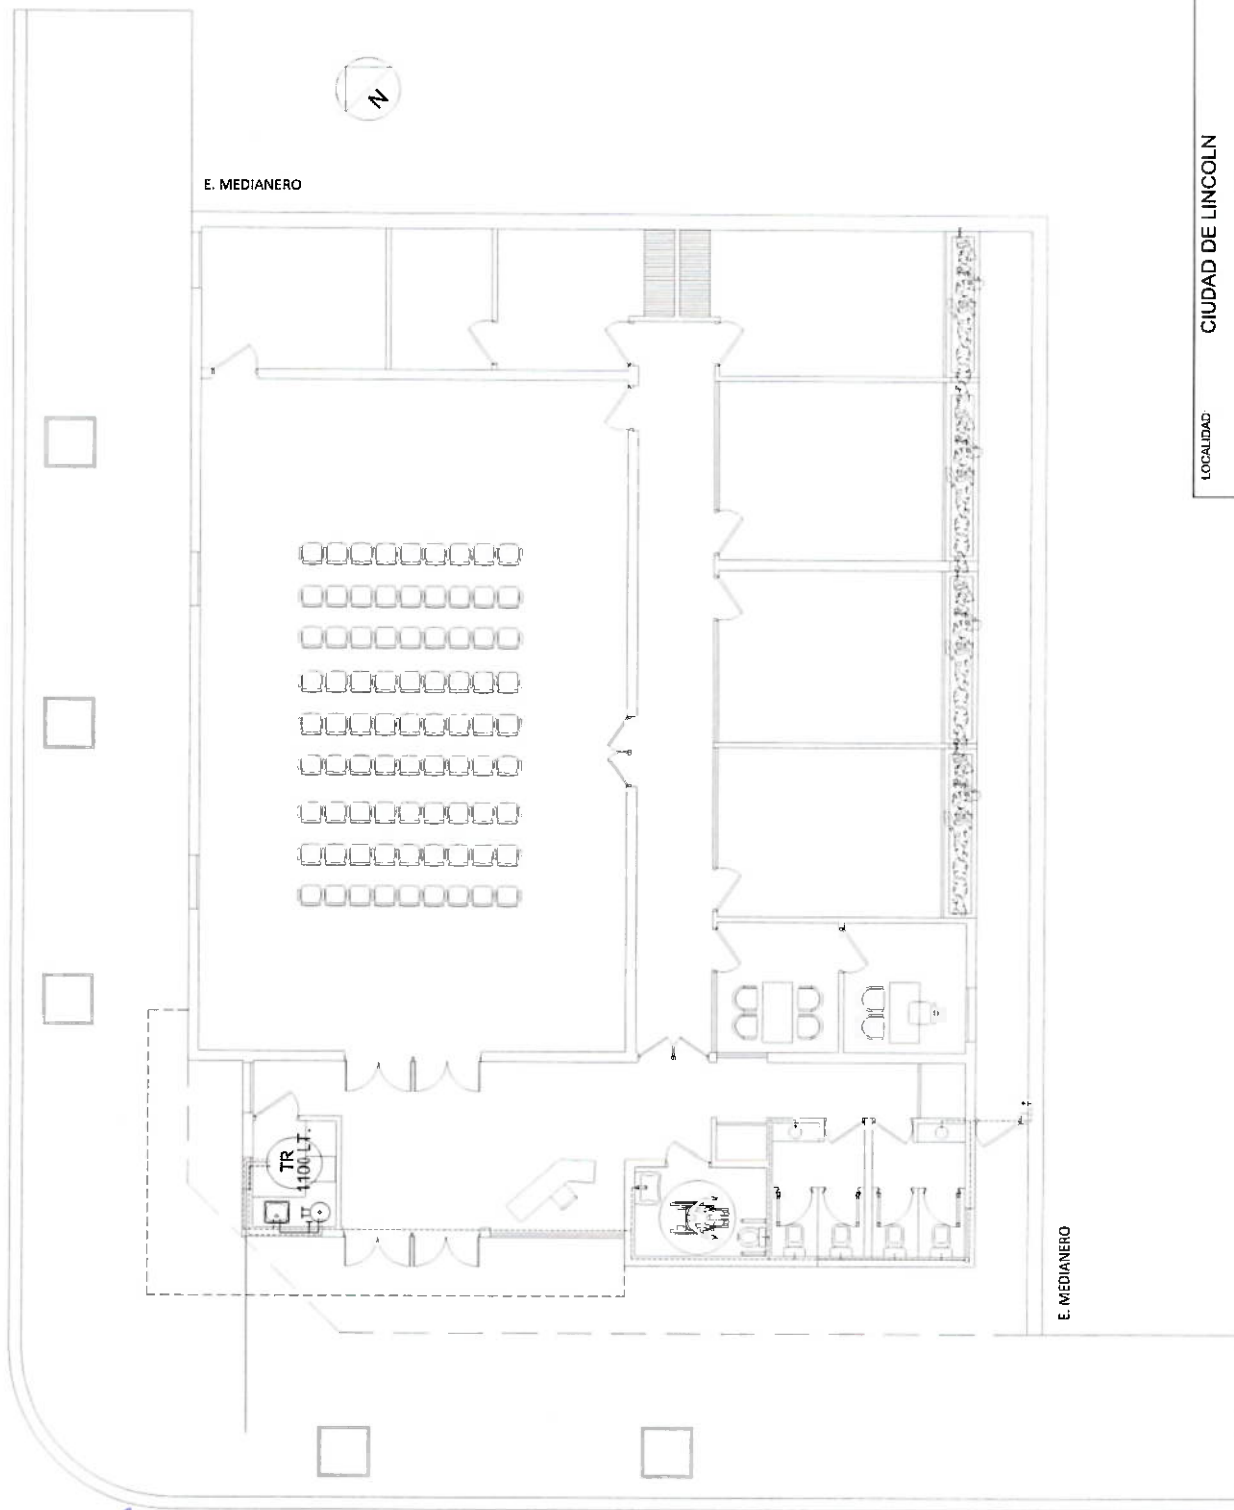 N
E. MEDIANERO
TR
1100 LT.
E. MEDIANERO
LOCALIDAD:
CIUDAD DE LINCOLN